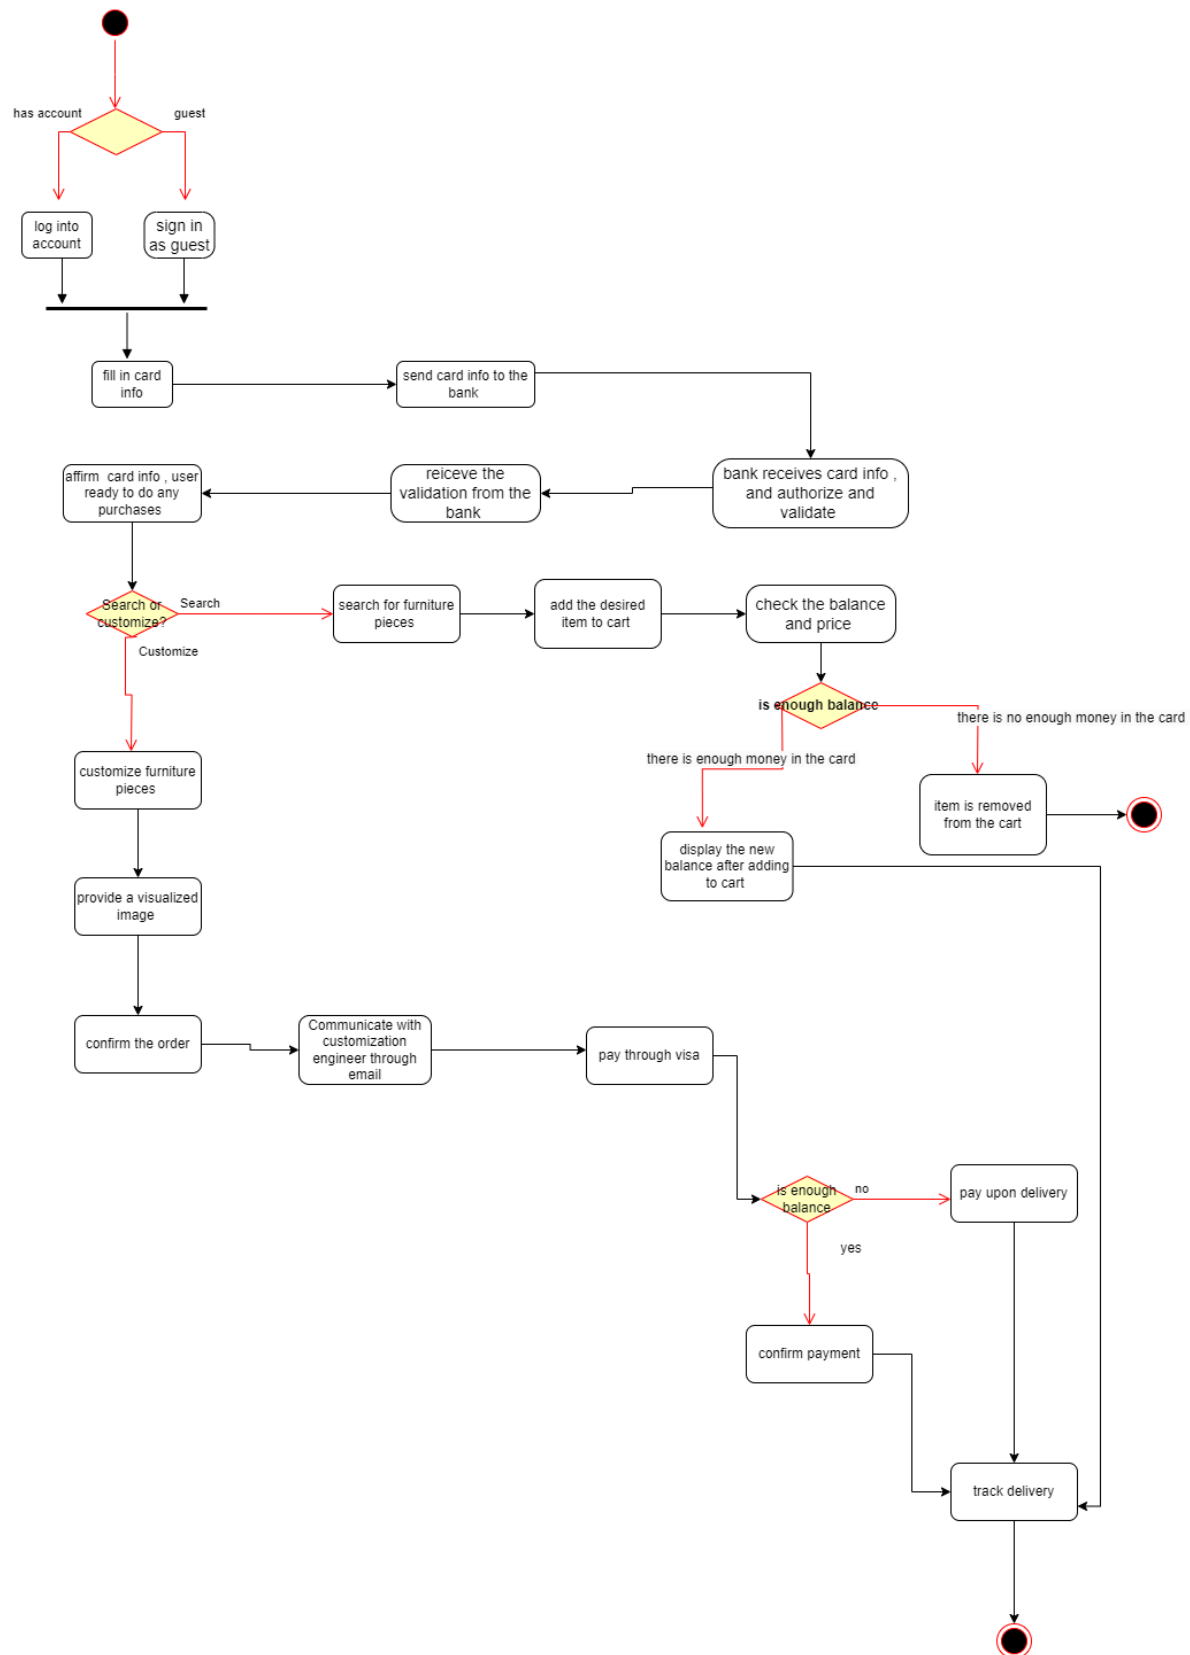 has account
guest
log into
account
sign in
as guest
fill in card
info
send card info to the
bank
affirm  card info , user
ready to do any
purchases
reiceve the
validation from the
bank
bank receives card info ,
and authorize and
validate
Search or
customize?
Search
Customize
search for furniture
pieces
add the desired
item to cart
check the balance
and price
is enough balance
there is no enough money in the card
there is enough money in the card
item is removed
from the cart
display the new
balance after adding
to cart
customize furniture
pieces
provide a visualized
image
confirm the order
Communicate with
customization
engineer through
email
pay through visa
is enough
balance
no
yes
pay upon delivery
confirm payment
track delivery